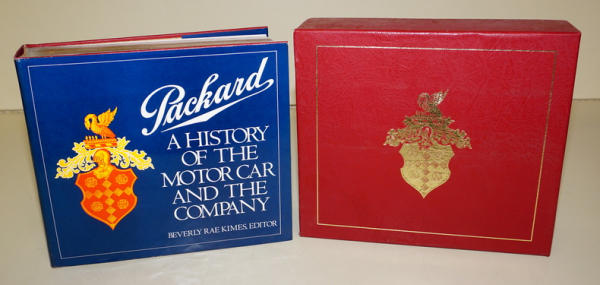 Packard
A HISTORY
OF THE
MOTOR CAR
AND THE
COMPANY
BEVERLY RAE KIMES, EDITOR